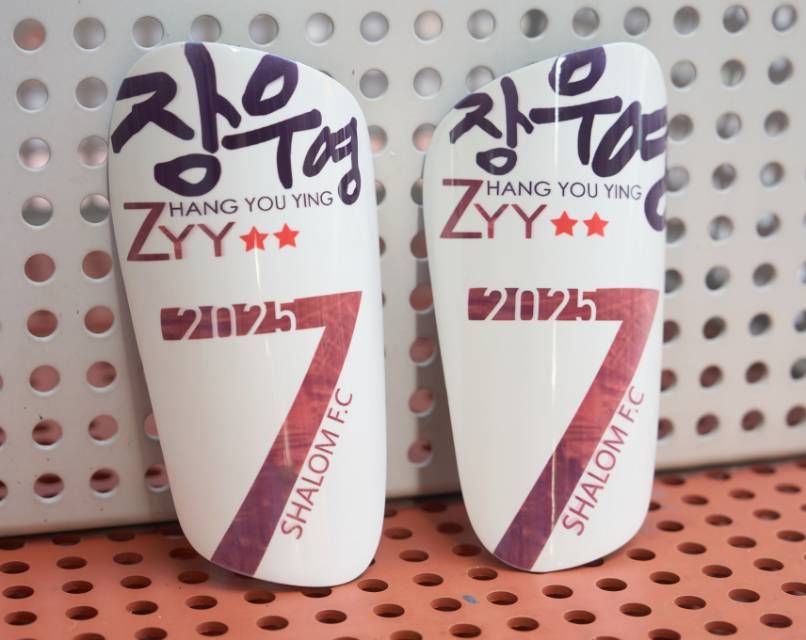 장우영
ZHANG YOU YING
ZYY
2025
7
SHALOM F.C
장우영
ZHANG YOU YING
ZYY
2025
7
SHALOM F.C